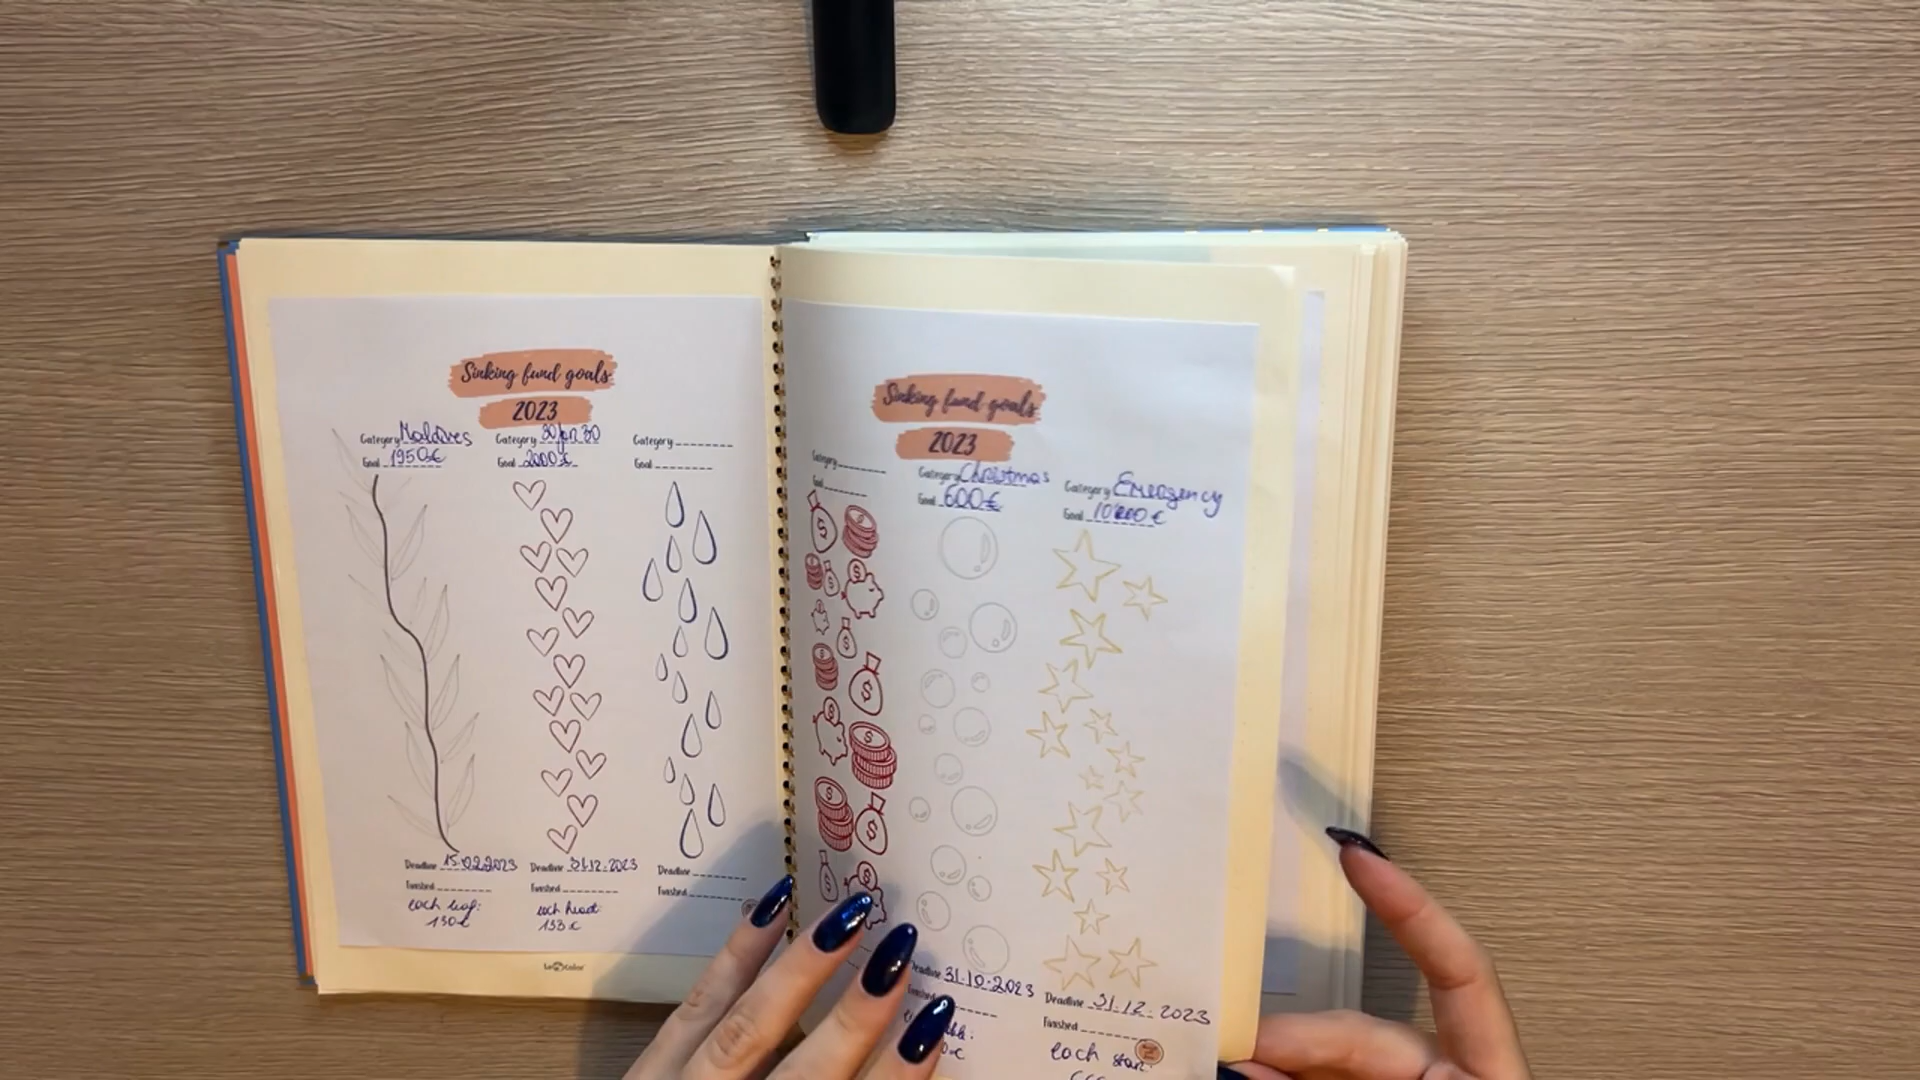 Sinking fund goals
2023
Category Maldives
Goal 1950€
Deadline 15.02.2023
Finished
each leaf:
130€
Category 30 for 30
Goal 2000€
Deadline 31.12.2023
Finished
each heart:
133€
Category
Goal
Deadline
Finished
Sinking fund goals
2023
Category
Goal
Category Christmas
Goal 600€
Deadline 31.10.2023
Finished
Category Emergency
Goal
Deadline 31.12.2023
Finished
each star: